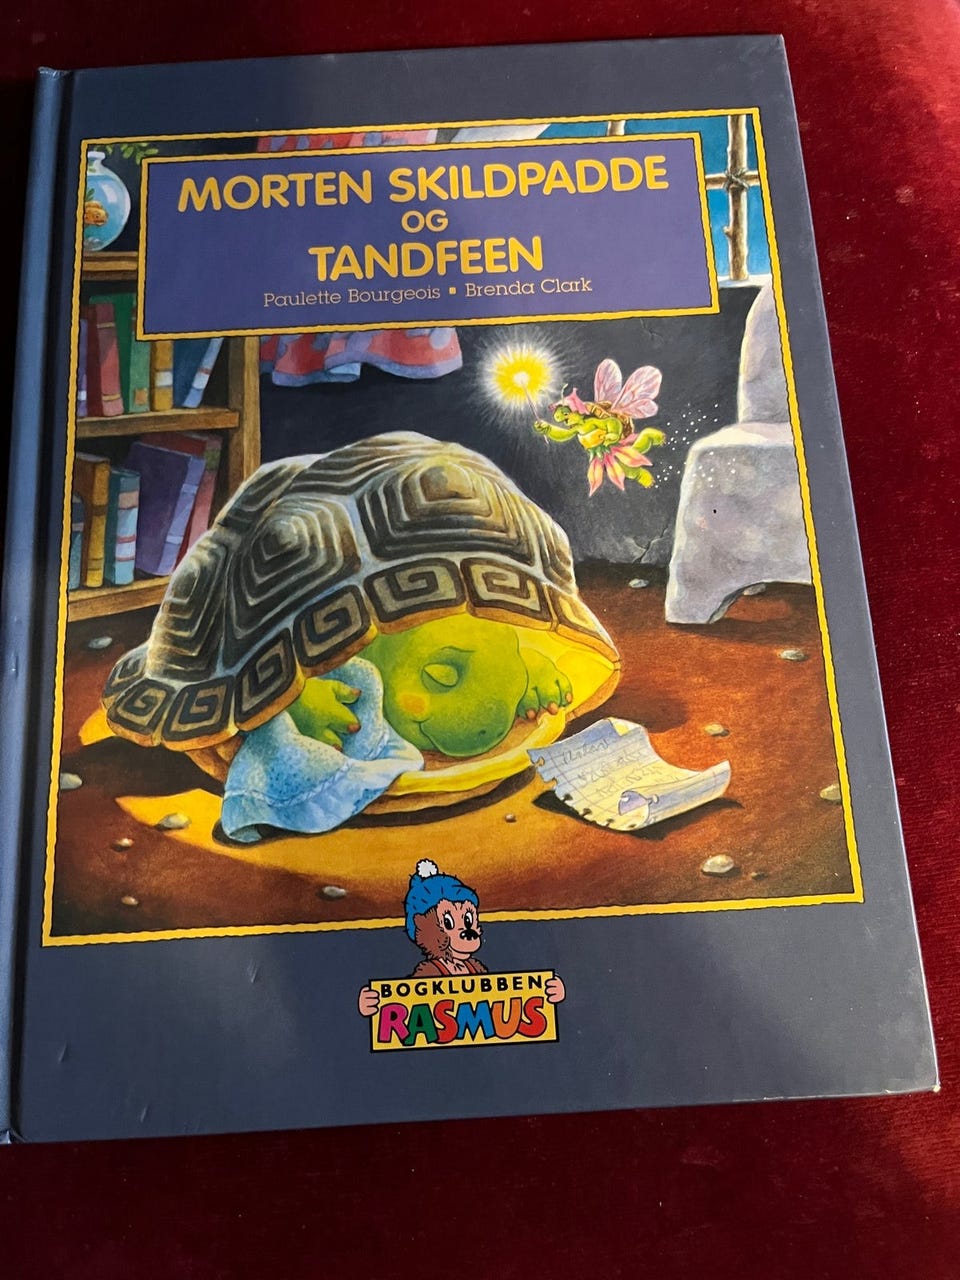 MORTEN SKILDPADDE
OG
TANDFEEN
Paulette Bourgeois ▪ Brenda Clark
BOGKLUBBEN
RASMUS